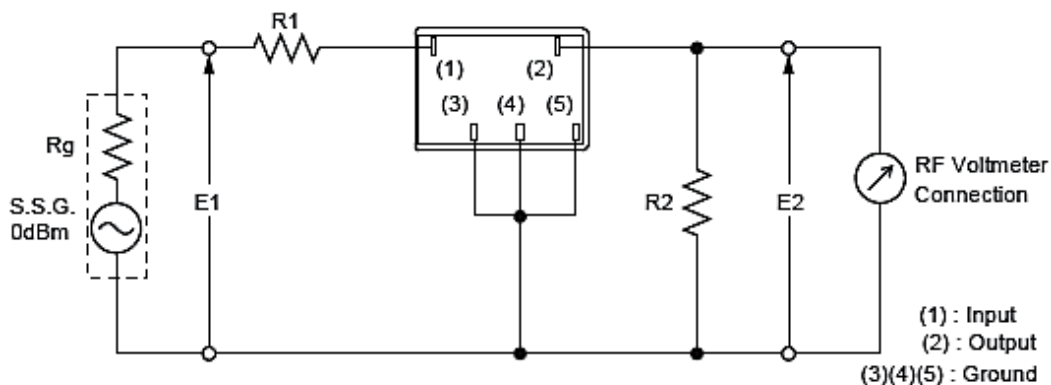 R1
(1)
(2)
(3)
(4)
(5)
Rg
S.S.G.
0dBm
E1
R2
E2
RF Voltmeter
Connection
(1) : Input
(2) : Output
(3)(4)(5) : Ground